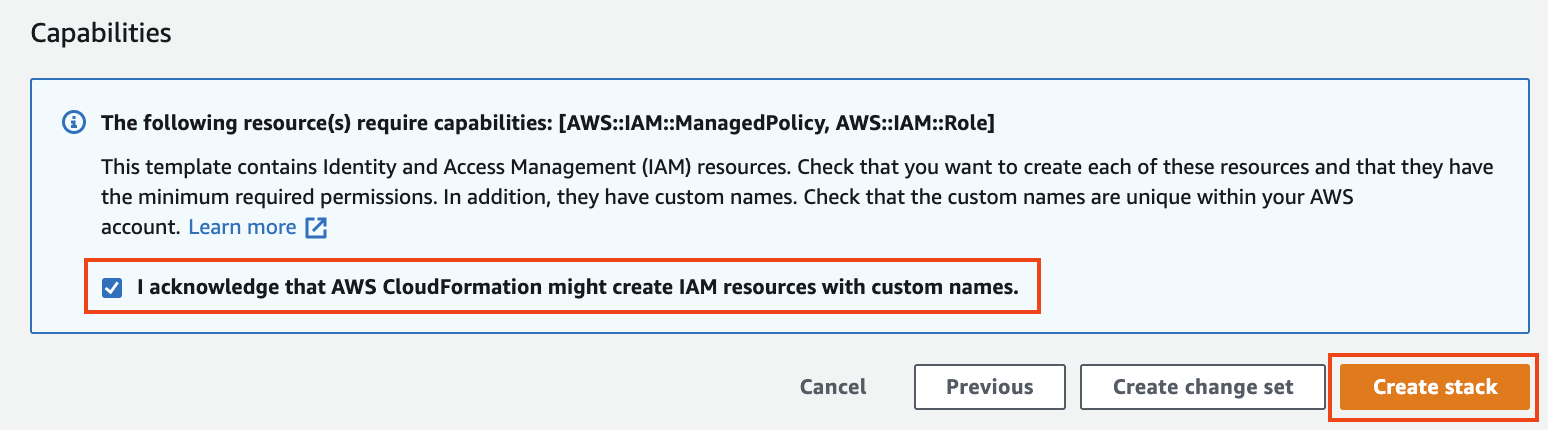 Capabilities
The following resource(s) require capabilities: [AWS::IAM::ManagedPolicy, AWS::IAM::Role]
This template contains Identity and Access Management (IAM) resources. Check that you want to create each of these resources and that they have
the minimum required permissions. In addition, they have custom names. Check that the custom names are unique within your AWS
account. Learn more
I acknowledge that AWS CloudFormation might create IAM resources with custom names.
Cancel Previous Create change set Create stack